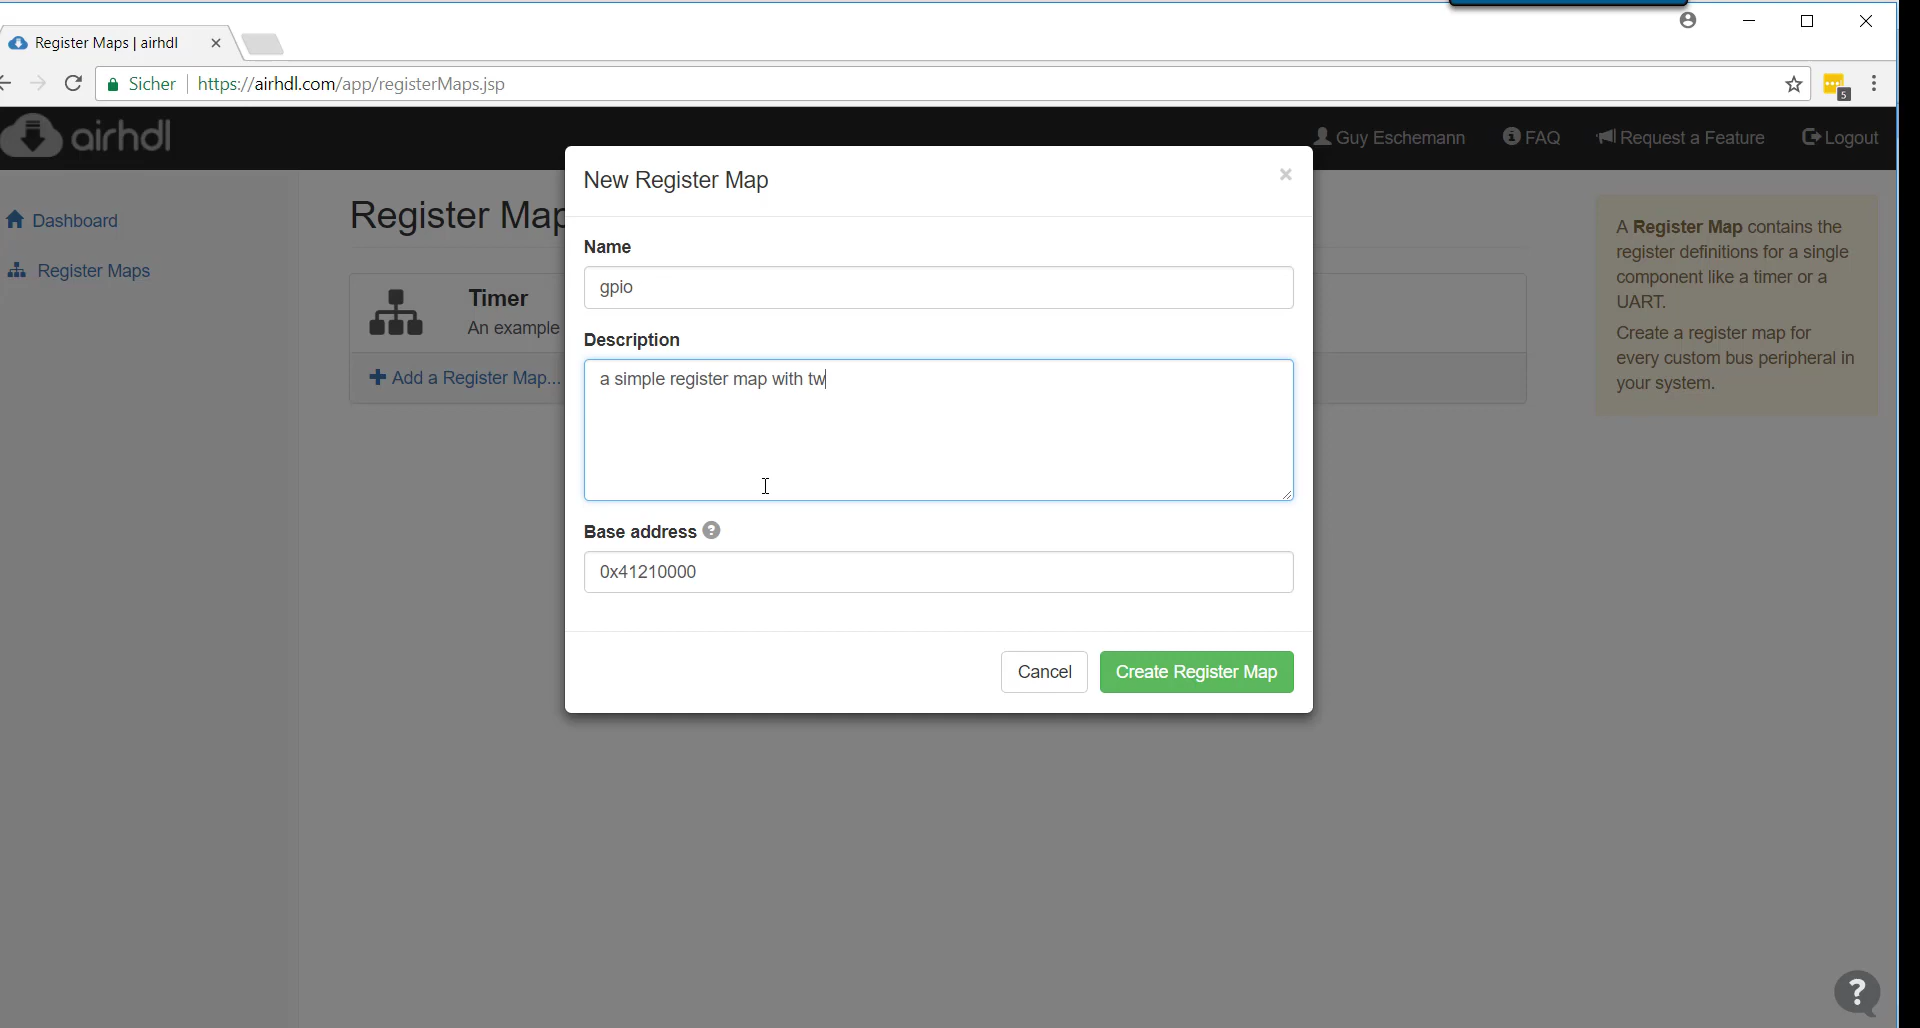 Register Maps | airhdl
Sicher https://airhdl.com/app/registerMaps.jsp
5
airhdl
Guy Eschemann
FAQ
Request a Feature
Logout
Dashboard
Register Maps
Register Map
Timer
An example
Add a Register Map...
New Register Map
×
Name
gpio
Description
a simple register map with tw
Base address ?
0x41210000
Cancel
Create Register Map
A Register Map contains the
register definitions for a single
component like a timer or a
UART.
Create a register map for
every custom bus peripheral in
your system.
?